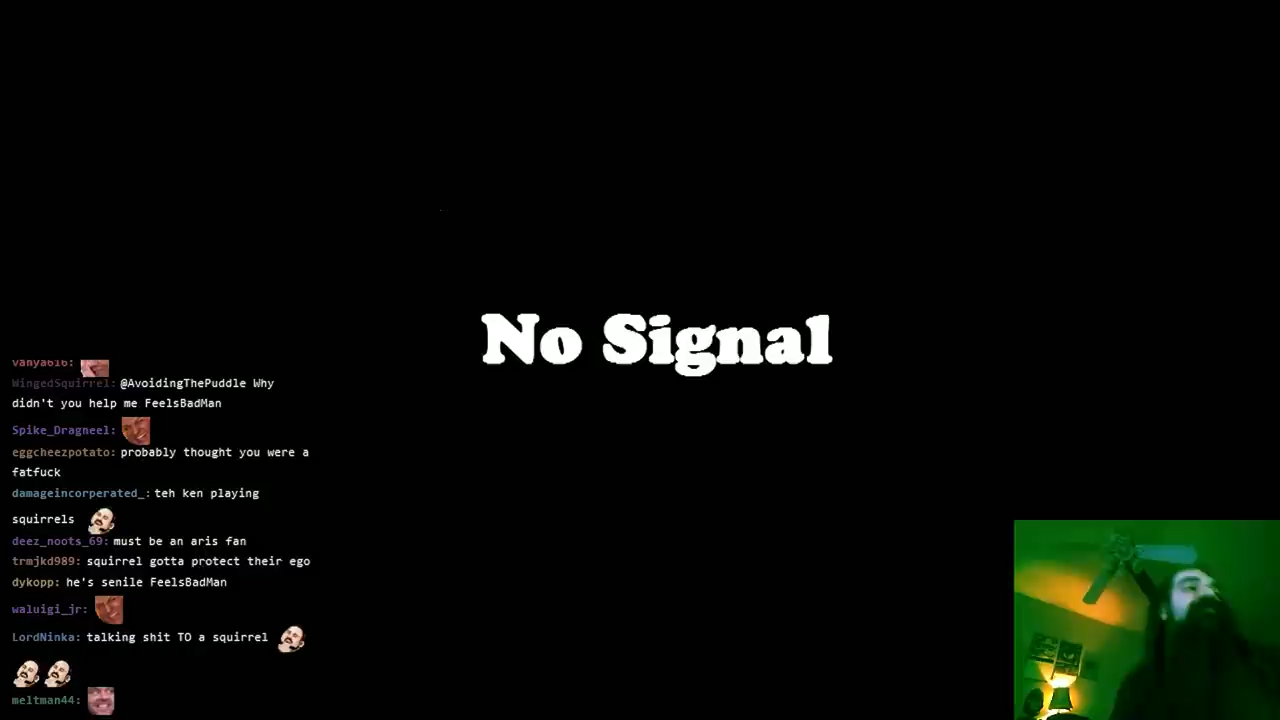 No Signal
vanya616:
WingedSquirrel: @AvoidingThePuddle Why
didn't you help me FeelsBadMan
Spike_Dragneel:
eggcheezpotato: probably thought you were a
fatfuck
damageincorperated_: teh ken playing
squirrels
deez_noots_69: must be an aris fan
trmjkd989: squirrel gotta protect their ego
dykopp: he's senile FeelsBadMan
waluigi_jr:
LordNinka: talking shit TO a squirrel
meltman44: